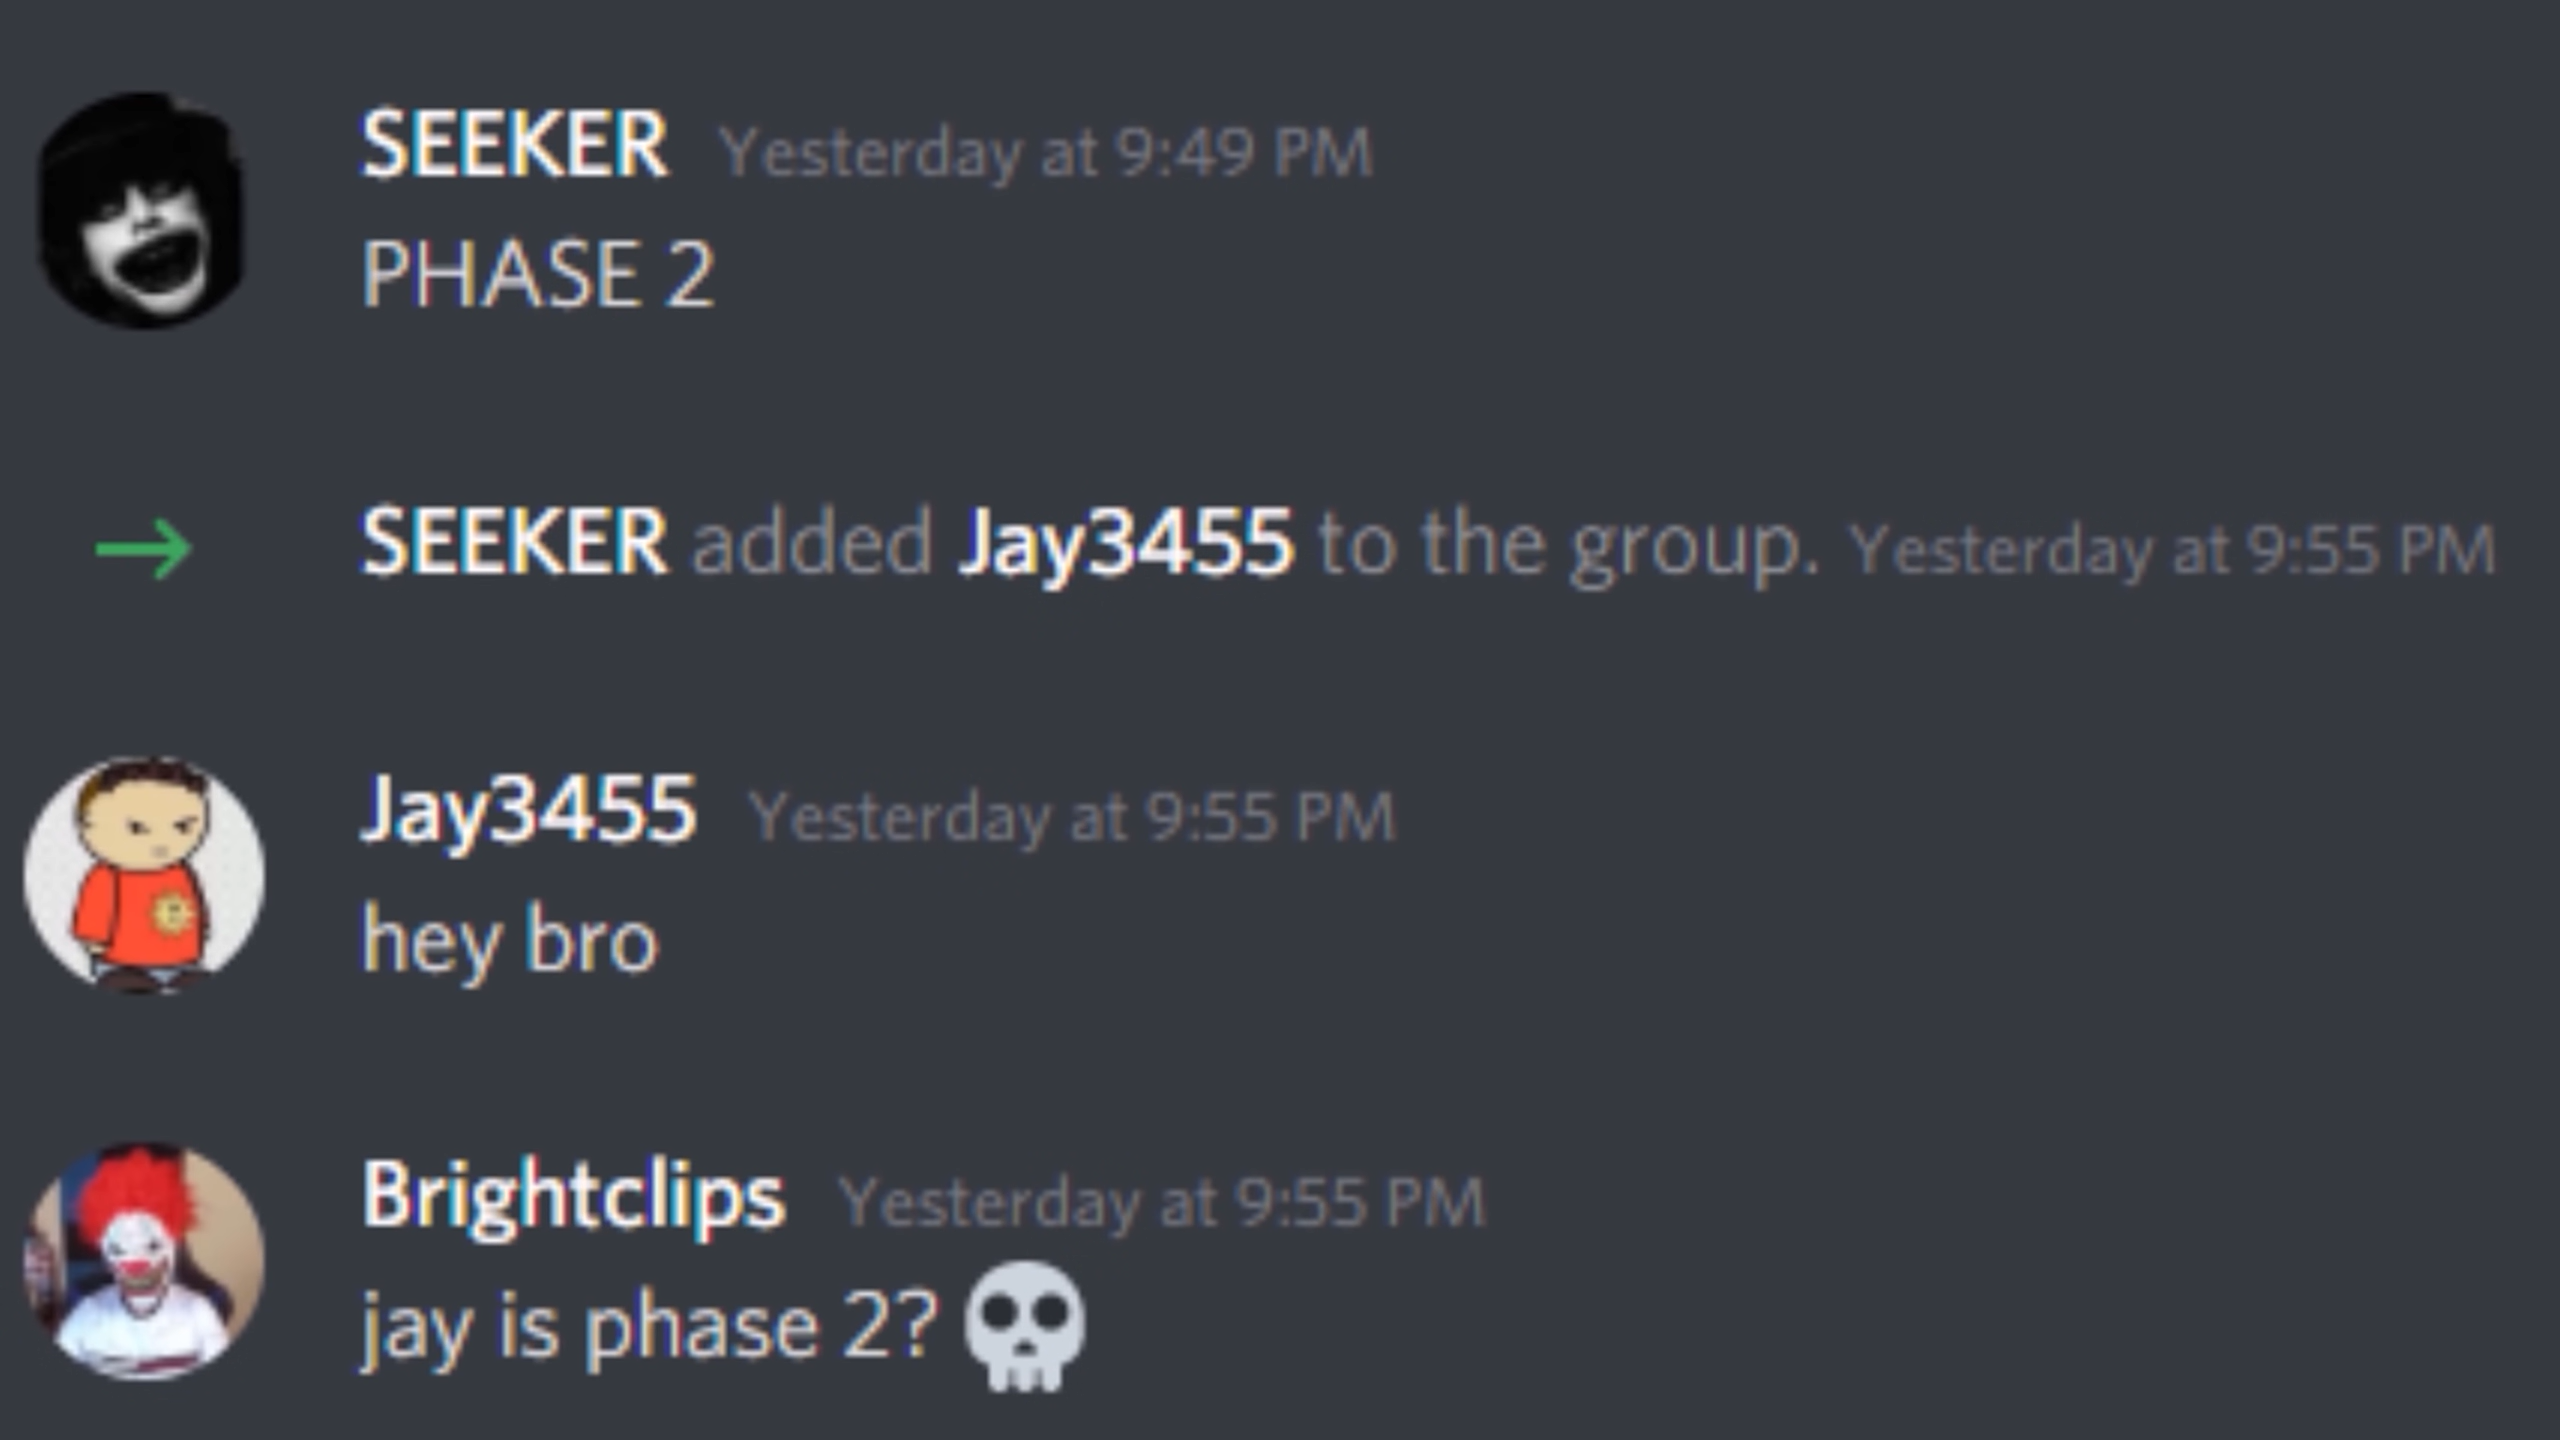 SEEKER Yesterday at 9:49 PM
PHASE 2
SEEKER added Jay3455 to the group. Yesterday at 9:55 PM
Jay3455 Yesterday at 9:55 PM
hey bro
Brightclips Yesterday at 9:55 PM
jay is phase 2? 💀